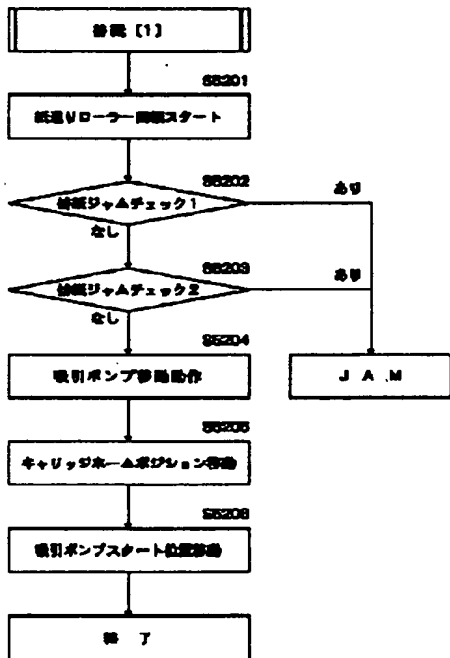 排紙 [1]
S5201
紙送りローラー回転スタート
S5202
あり
排紙ジャムチェック1
なし
S5203
あり
排紙ジャムチェック2
なし
S5204
吸引ポンプ移動動作
JAM
S5205
キャリッジホームポジション移動
S5206
吸引ポンプスタート位置移動
終 了